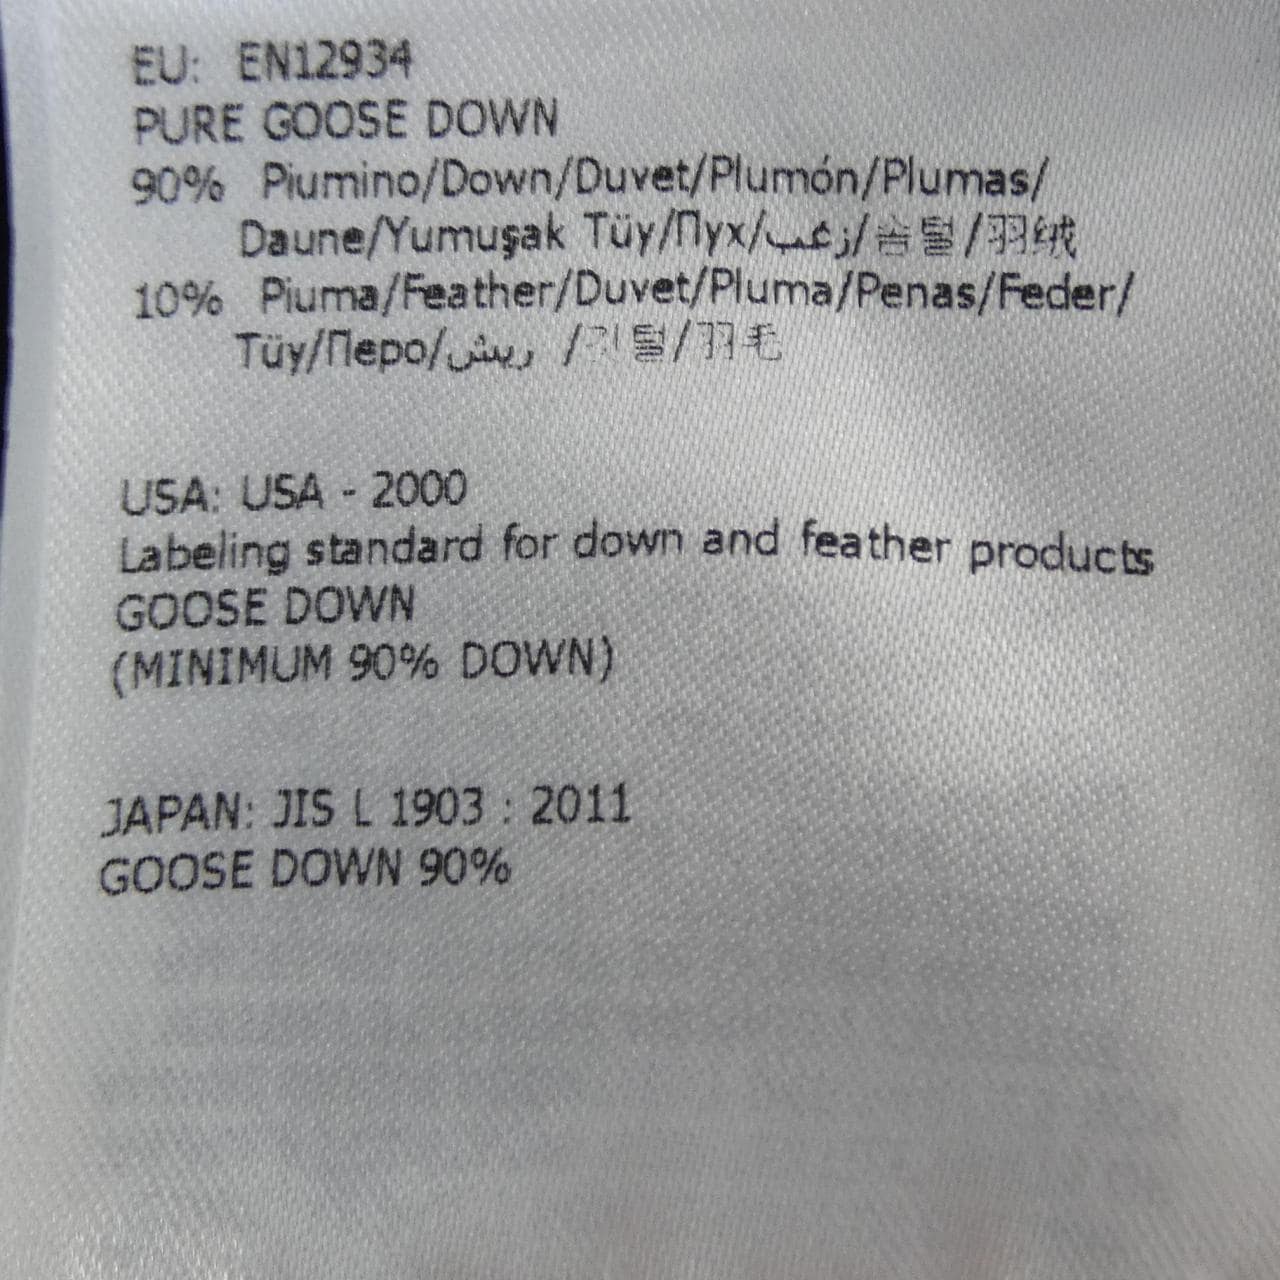 EU: EN12934
PURE GOOSE DOWN
90% Piumino/Down/Duvet/Plumón/Plumas/
Daune/Yumuşak Tüy/Пух/زغب/솜털/羽绒
10% Piuma/Feather/Duvet/Pluma/Penas/Feder/
Tüy/Перо/ريش /깃털/羽毛
USA: USA - 2000
Labeling standard for down and feather products
GOOSE DOWN
(MINIMUM 90% DOWN)
JAPAN: JIS L 1903 : 2011
GOOSE DOWN 90%